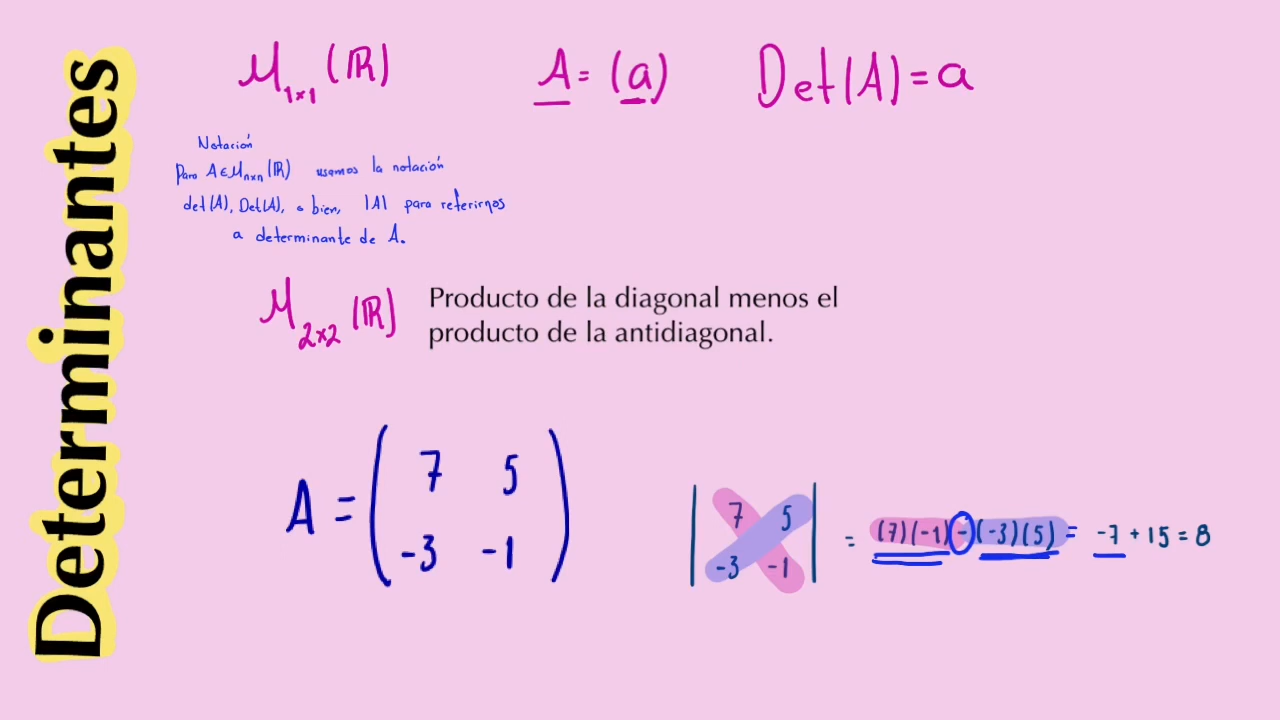 Determinantes
M₁ₓ₁ (ℝ) A = (a) Det(A) = a
Notación
Para A ∈ Mₙₓₙ (ℝ) usamos la notación
det(A), Det(A), o bien, |A| para referirnos
a determinante de A.
M₂ₓ₂ (ℝ)
Producto de la diagonal menos el
producto de la antidiagonal.
A = ( 7 5
-3 -1 )
| 7 5
-3 -1 | = (7)(-1) - (-3)(5) = -7 + 15 = 8